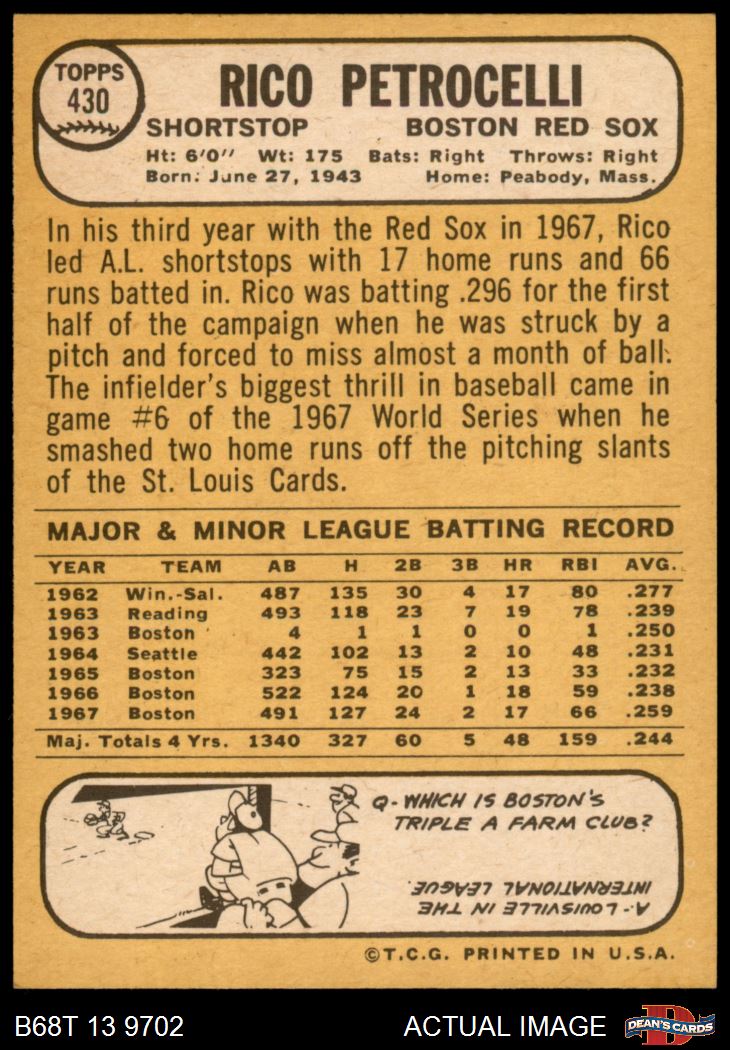 TOPPS
430
RICO PETROCELLI
SHORTSTOP BOSTON RED SOX
Ht: 6'0" Wt: 175 Bats: Right Throws: Right
Born: June 27, 1943 Home: Peabody, Mass.
In his third year with the Red Sox in 1967, Rico
led A.L. shortstops with 17 home runs and 66
runs batted in. Rico was batting .296 for the first
half of the campaign when he was struck by a
pitch and forced to miss almost a month of ball.
The infielder's biggest thrill in baseball came in
game #6 of the 1967 World Series when he
smashed two home runs off the pitching slants
of the St. Louis Cards.
MAJOR & MINOR LEAGUE BATTING RECORD
YEAR TEAM AB H 2B 3B HR RBI AVG.
1962 Win.-Sal. 487 135 30 4 17 80 .277
1963 Reading 493 118 23 7 19 78 .239
1963 Boston 4 1 1 0 0 1 .250
1964 Seattle 442 102 13 2 10 48 .231
1965 Boston 323 75 15 2 13 33 .232
1966 Boston 522 124 20 1 18 59 .238
1967 Boston 491 127 24 2 17 66 .259
Maj. Totals 4 Yrs. 1340 327 60 5 48 159 .244
Q- WHICH IS BOSTON'S
TRIPLE A FARM CLUB?
A- LOUISVILLE IN THE
INTERNATIONAL LEAGUE.
©T.C.G. PRINTED IN U.S.A.
B68T 13 9702 ACTUAL IMAGE
D
DEAN'S CARDS